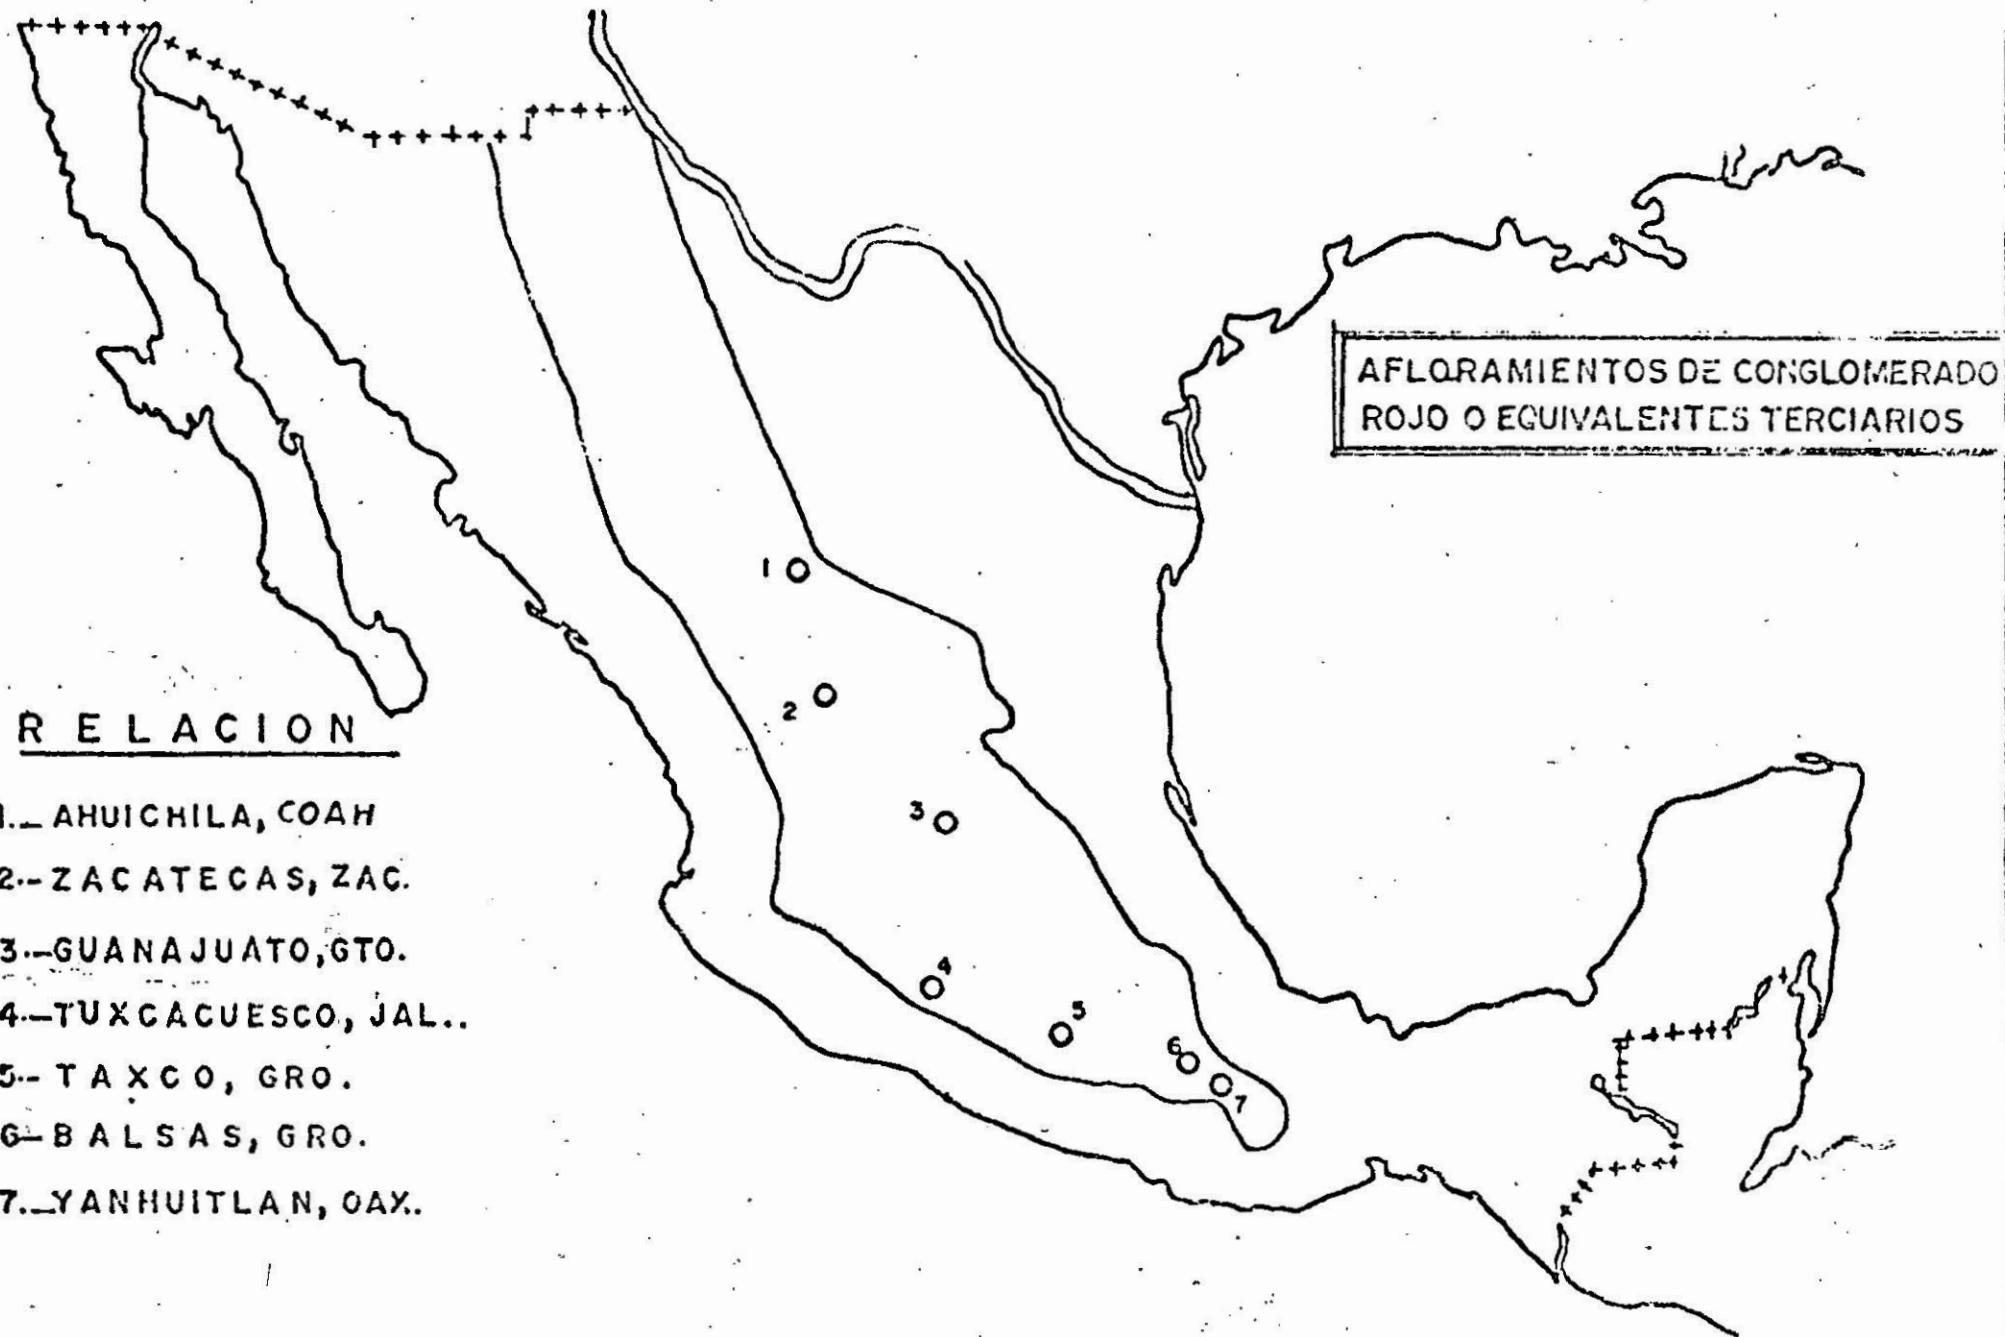 AFLORAMIENTOS DE CONGLOMERADO
ROJO O EQUIVALENTES TERCIARIOS
1
2
3
4
5
6
7
RELACION
1.- AHUICHILA, COAH
2.- ZACATECAS, ZAC.
3.- GUANAJUATO, GTO.
4.- TUXCACUESCO, JAL..
5.- TAXCO, GRO.
6- BALSAS, GRO.
7.- YANHUITLAN, OAX.